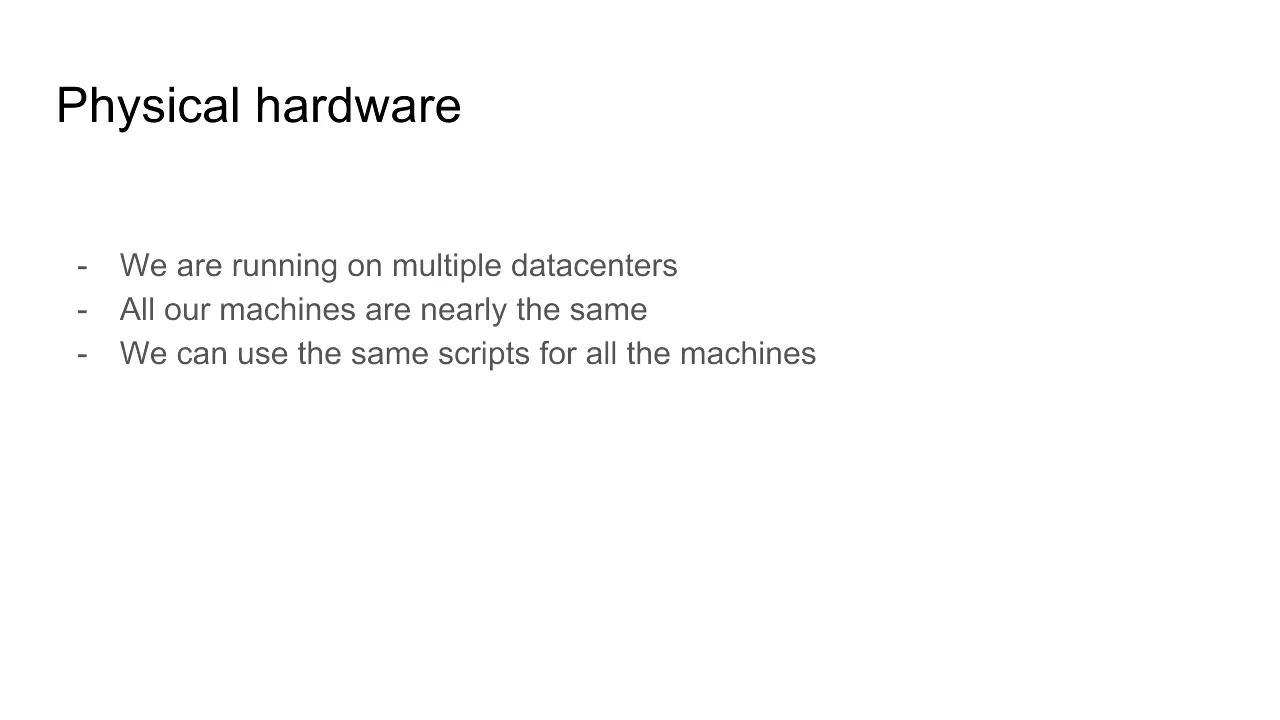 Physical hardware
- We are running on multiple datacenters
- All our machines are nearly the same
- We can use the same scripts for all the machines